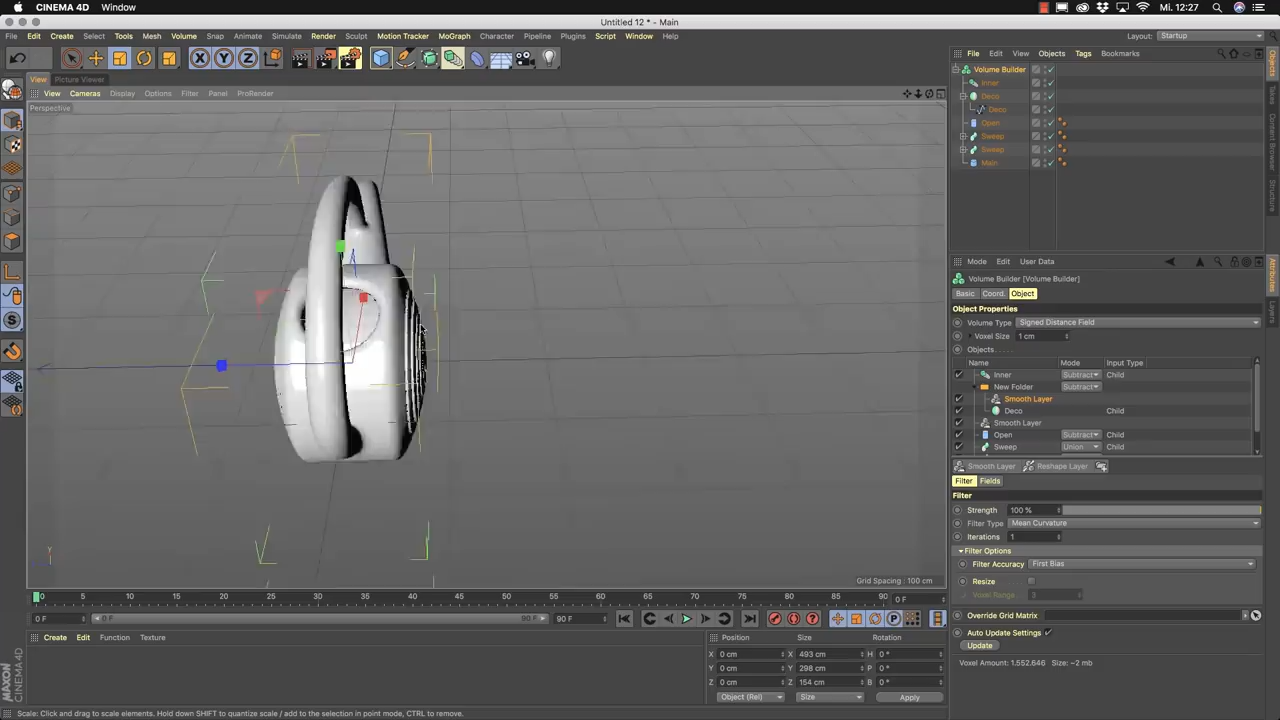 CINEMA 4D Window Mi. 12:27
Untitled 12 * - Main
File Edit Create Select Tools Mesh Volume Snap Animate Simulate Render Sculpt Motion Tracker MoGraph Character Pipeline Plugins Script Window Help Layout: Startup
X Y Z
View Picture Viewer
File Edit View Objects Tags Bookmarks
View Cameras Display Options Filter Panel ProRender
Perspective
Volume Builder
Inner
Deco
Deco
Open
Sweep
Sweep
Main
Objects
Takes
Content Browser
Structure
Mode Edit User Data
Volume Builder [Volume Builder]
Basic Coord. Object
Object Properties
Volume Type Signed Distance Field
Voxel Size 1 cm
Objects
Name Mode Input Type
Inner Subtract Child
New Folder Subtract
Smooth Layer
Deco Child
Smooth Layer
Open Subtract Child
Sweep Union Child
Smooth Layer Reshape Layer
Filter Fields
Filter
Strength 100 %
Filter Type Mean Curvature
Iterations 1
Filter Options
Filter Accuracy First Bias
Resize
Voxel Range 3
Override Grid Matrix
Auto Update Settings
Update
Voxel Amount: 1.552.646 Size: ~2 mb
Attributes
Layers
Y
Grid Spacing : 100 cm
0 5 10 15 20 25 30 35 40 45 50 55 60 65 70 75 80 85 90 0 F
0 F 0 F 90 F 90 F
Create Edit Function Texture
Position Size Rotation
X 0 cm X 493 cm H 0 °
Y 0 cm Y 298 cm P 0 °
Z 0 cm Z 154 cm B 0 °
Object (Rel) Size Apply
MAXON
CINEMA 4D
Scale: Click and drag to scale elements. Hold down SHIFT to quantize scale / add to the selection in point mode, CTRL to remove.